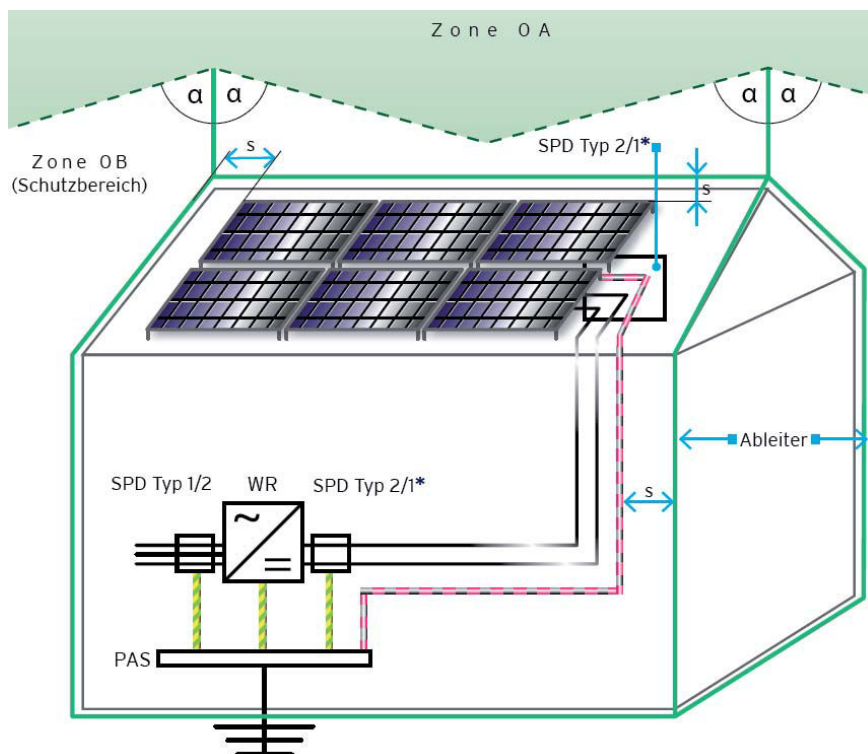 Zone 0A
α α
α α
s
SPD Typ 2/1*
Zone 0B
(Schutzbereich)
s
Ableiter
SPD Typ 1/2
WR
SPD Typ 2/1*
s
~
=
PAS